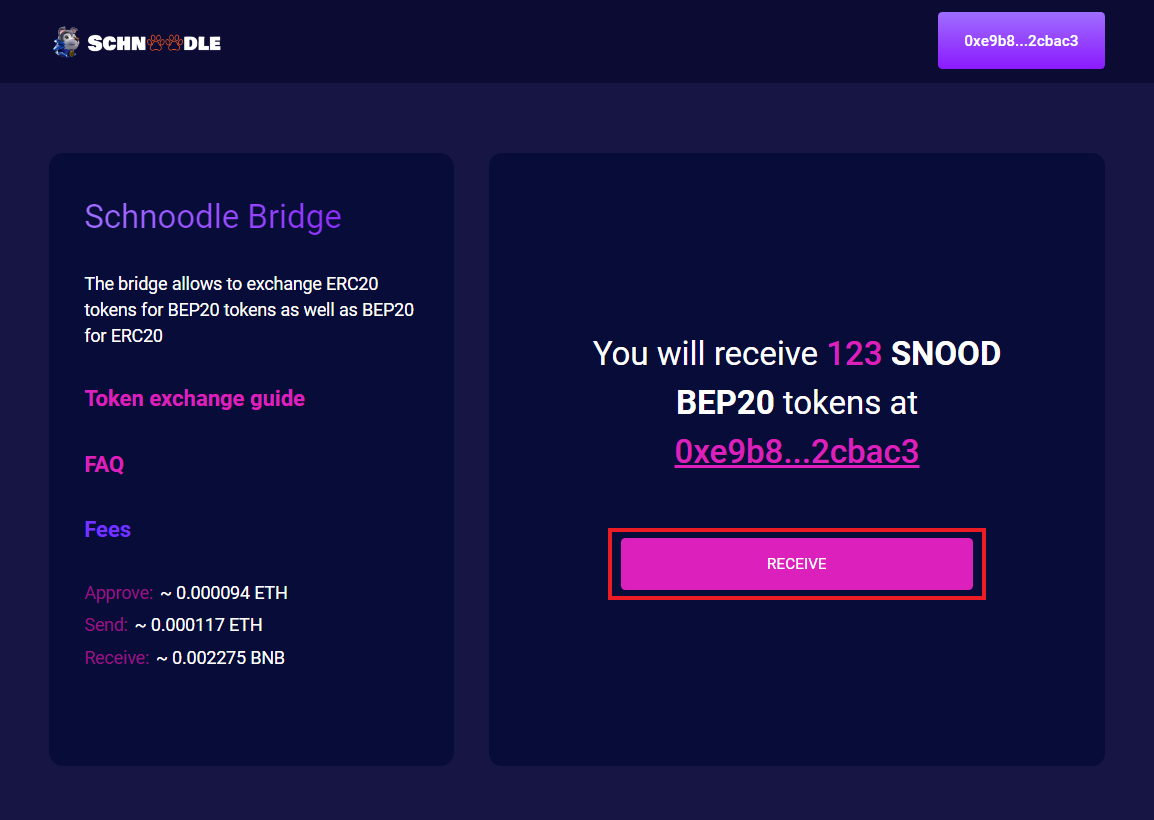 SCHNOODLE
0xe9b8...2cbac3
Schnoodle Bridge
The bridge allows to exchange ERC20
tokens for BEP20 tokens as well as BEP20
for ERC20
Token exchange guide
FAQ
Fees
Approve: ~ 0.000094 ETH
Send: ~ 0.000117 ETH
Receive: ~ 0.002275 BNB
You will receive 123 SNOOD
BEP20 tokens at
0xe9b8...2cbac3
RECEIVE